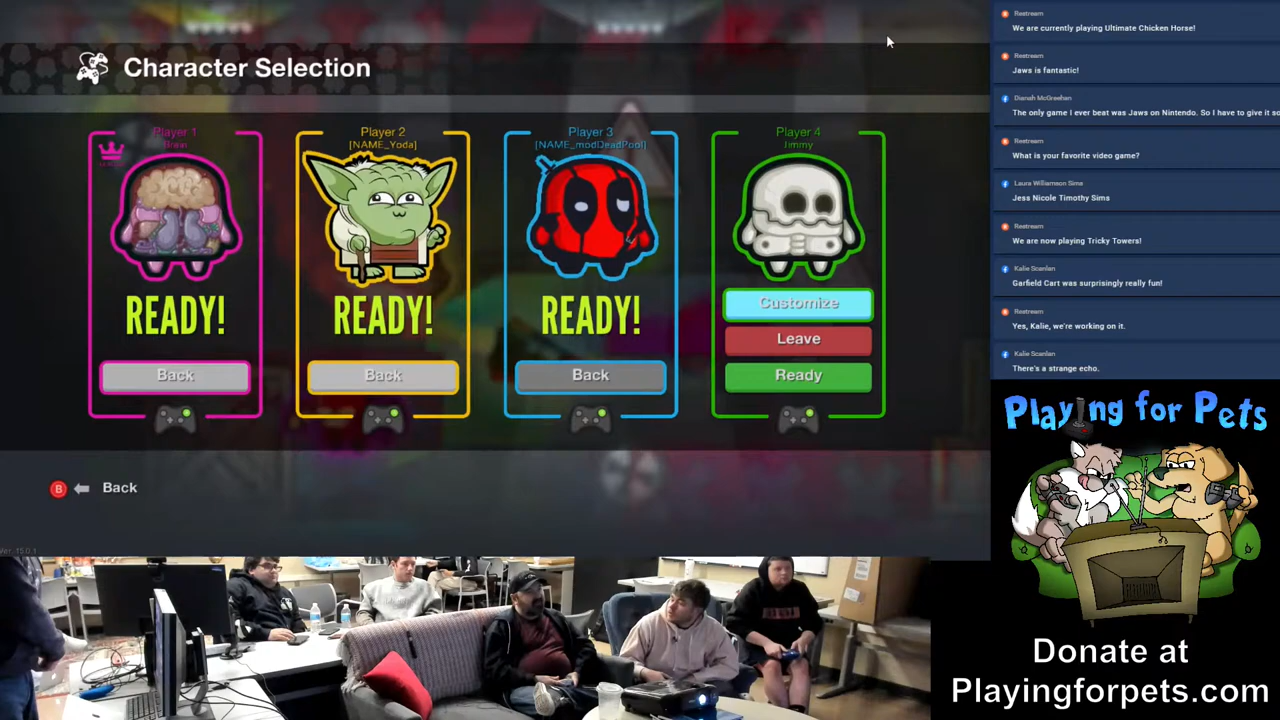 Character Selection
Player 1
Brain
READY!
Back
Player 2
[NAME_Yoda]
READY!
Back
Player 3
[NAME_modDeadPool]
READY!
Back
Player 4
Jimmy
Customize
Leave
Ready
B Back
Ver. 15.0.1
Restream
We are currently playing Ultimate Chicken Horse!
Restream
Jaws is fantastic!
Dianah McGreehan
The only game I ever beat was Jaws on Nintendo. So I have to give it so
Restream
What is your favorite video game?
Laura Williamson Sims
Jess Nicole Timothy Sims
Restream
We are now playing Tricky Towers!
Kalie Scanlan
Garfield Cart was surprisingly really fun!
Restream
Yes, Kalie, we're working on it.
Kalie Scanlan
There's a strange echo.
Playing for Pets
Donate at
Playingforpets.com